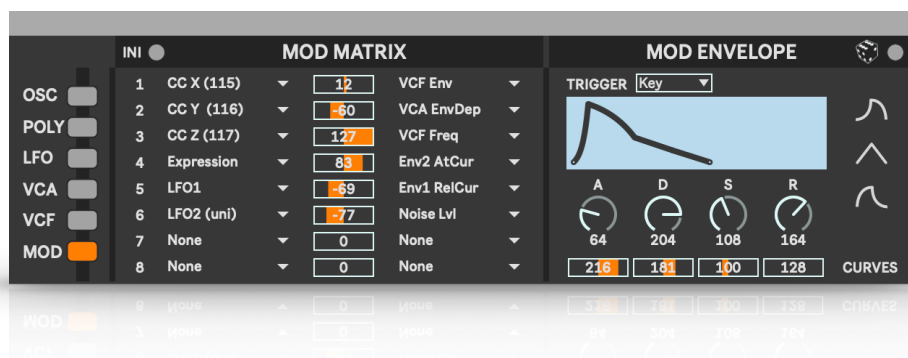 INI MOD MATRIX MOD ENVELOPE
OSC
POLY
LFO
VCA
VCF
MOD
1 CC X (115) 12 VCF Env
2 CC Y (116) -60 VCA EnvDep
3 CC Z (117) 127 VCF Freq
4 Expression 83 Env2 AtCur
5 LFO1 -69 Env1 RelCur
6 LFO2 (uni) -77 Noise Lvl
7 None 0 None
8 None 0 None
TRIGGER Key
A D S R
64 204 108 164
216 181 100 128 CURVES